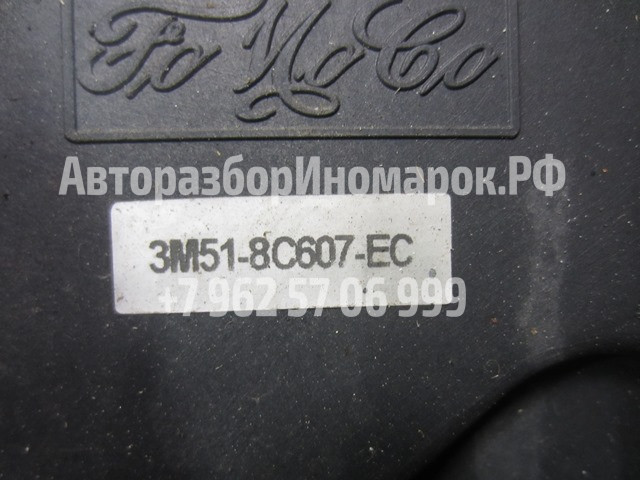 FoMoCo
АвторазборИномарок.РФ
3M51-8C607-EC
+7 962 57 06 999